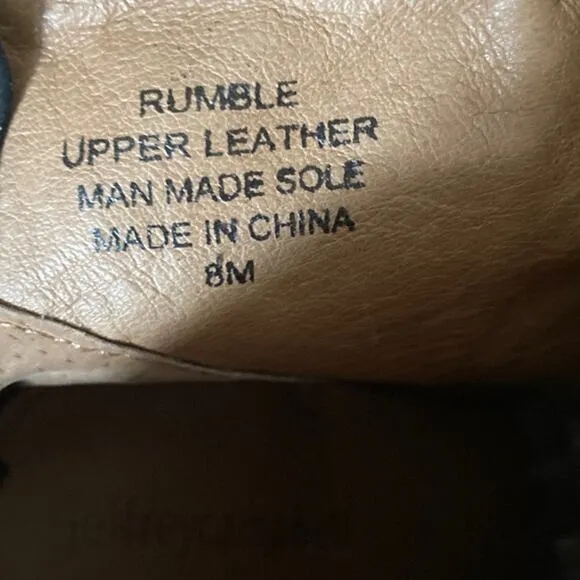 RUMBLE
UPPER LEATHER
MAN MADE SOLE
MADE IN CHINA
8M